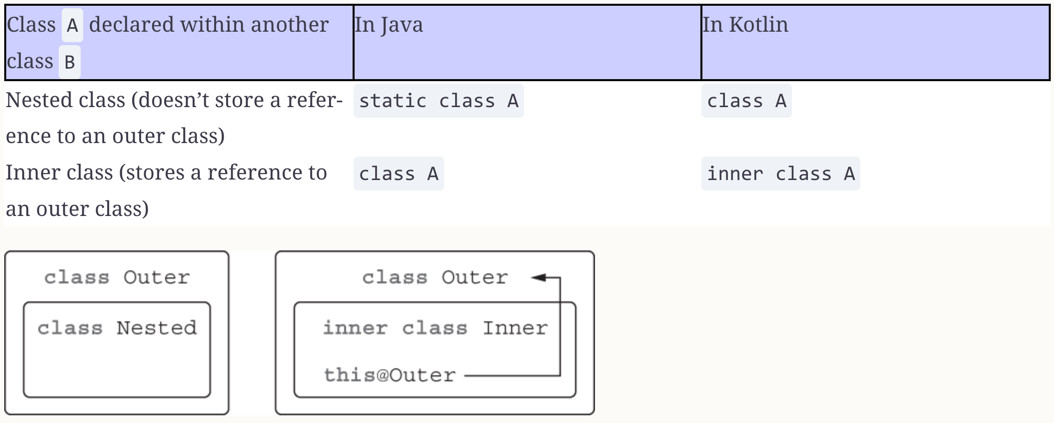 Class A declared within another
class B
In Java
In Kotlin
Nested class (doesn’t store a refer-
ence to an outer class)
static class A
class A
Inner class (stores a reference to
an outer class)
class A
inner class A
class Outer
class Nested
class Outer
inner class Inner
this@Outer